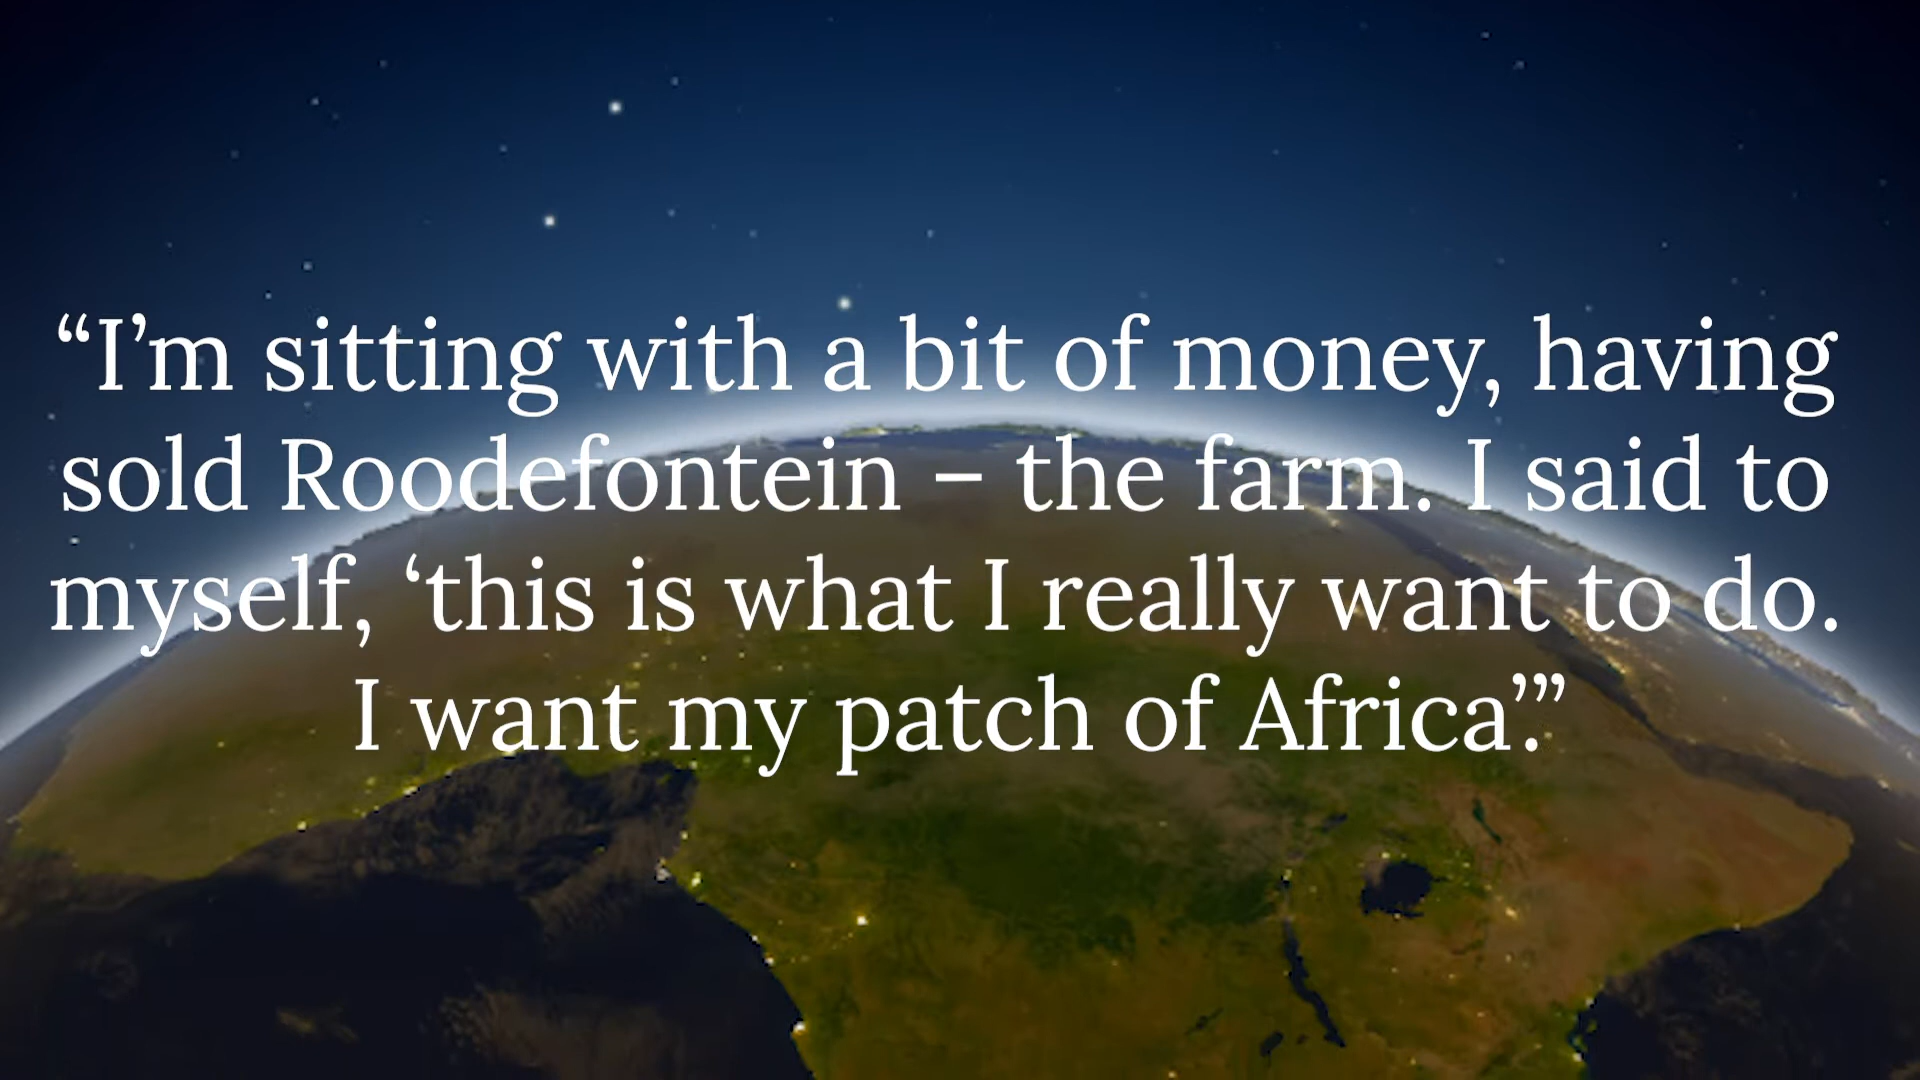 “I’m sitting with a bit of money, having
sold Roodefontein – the farm. I said to
myself, ‘this is what I really want to do.
I want my patch of Africa’.”